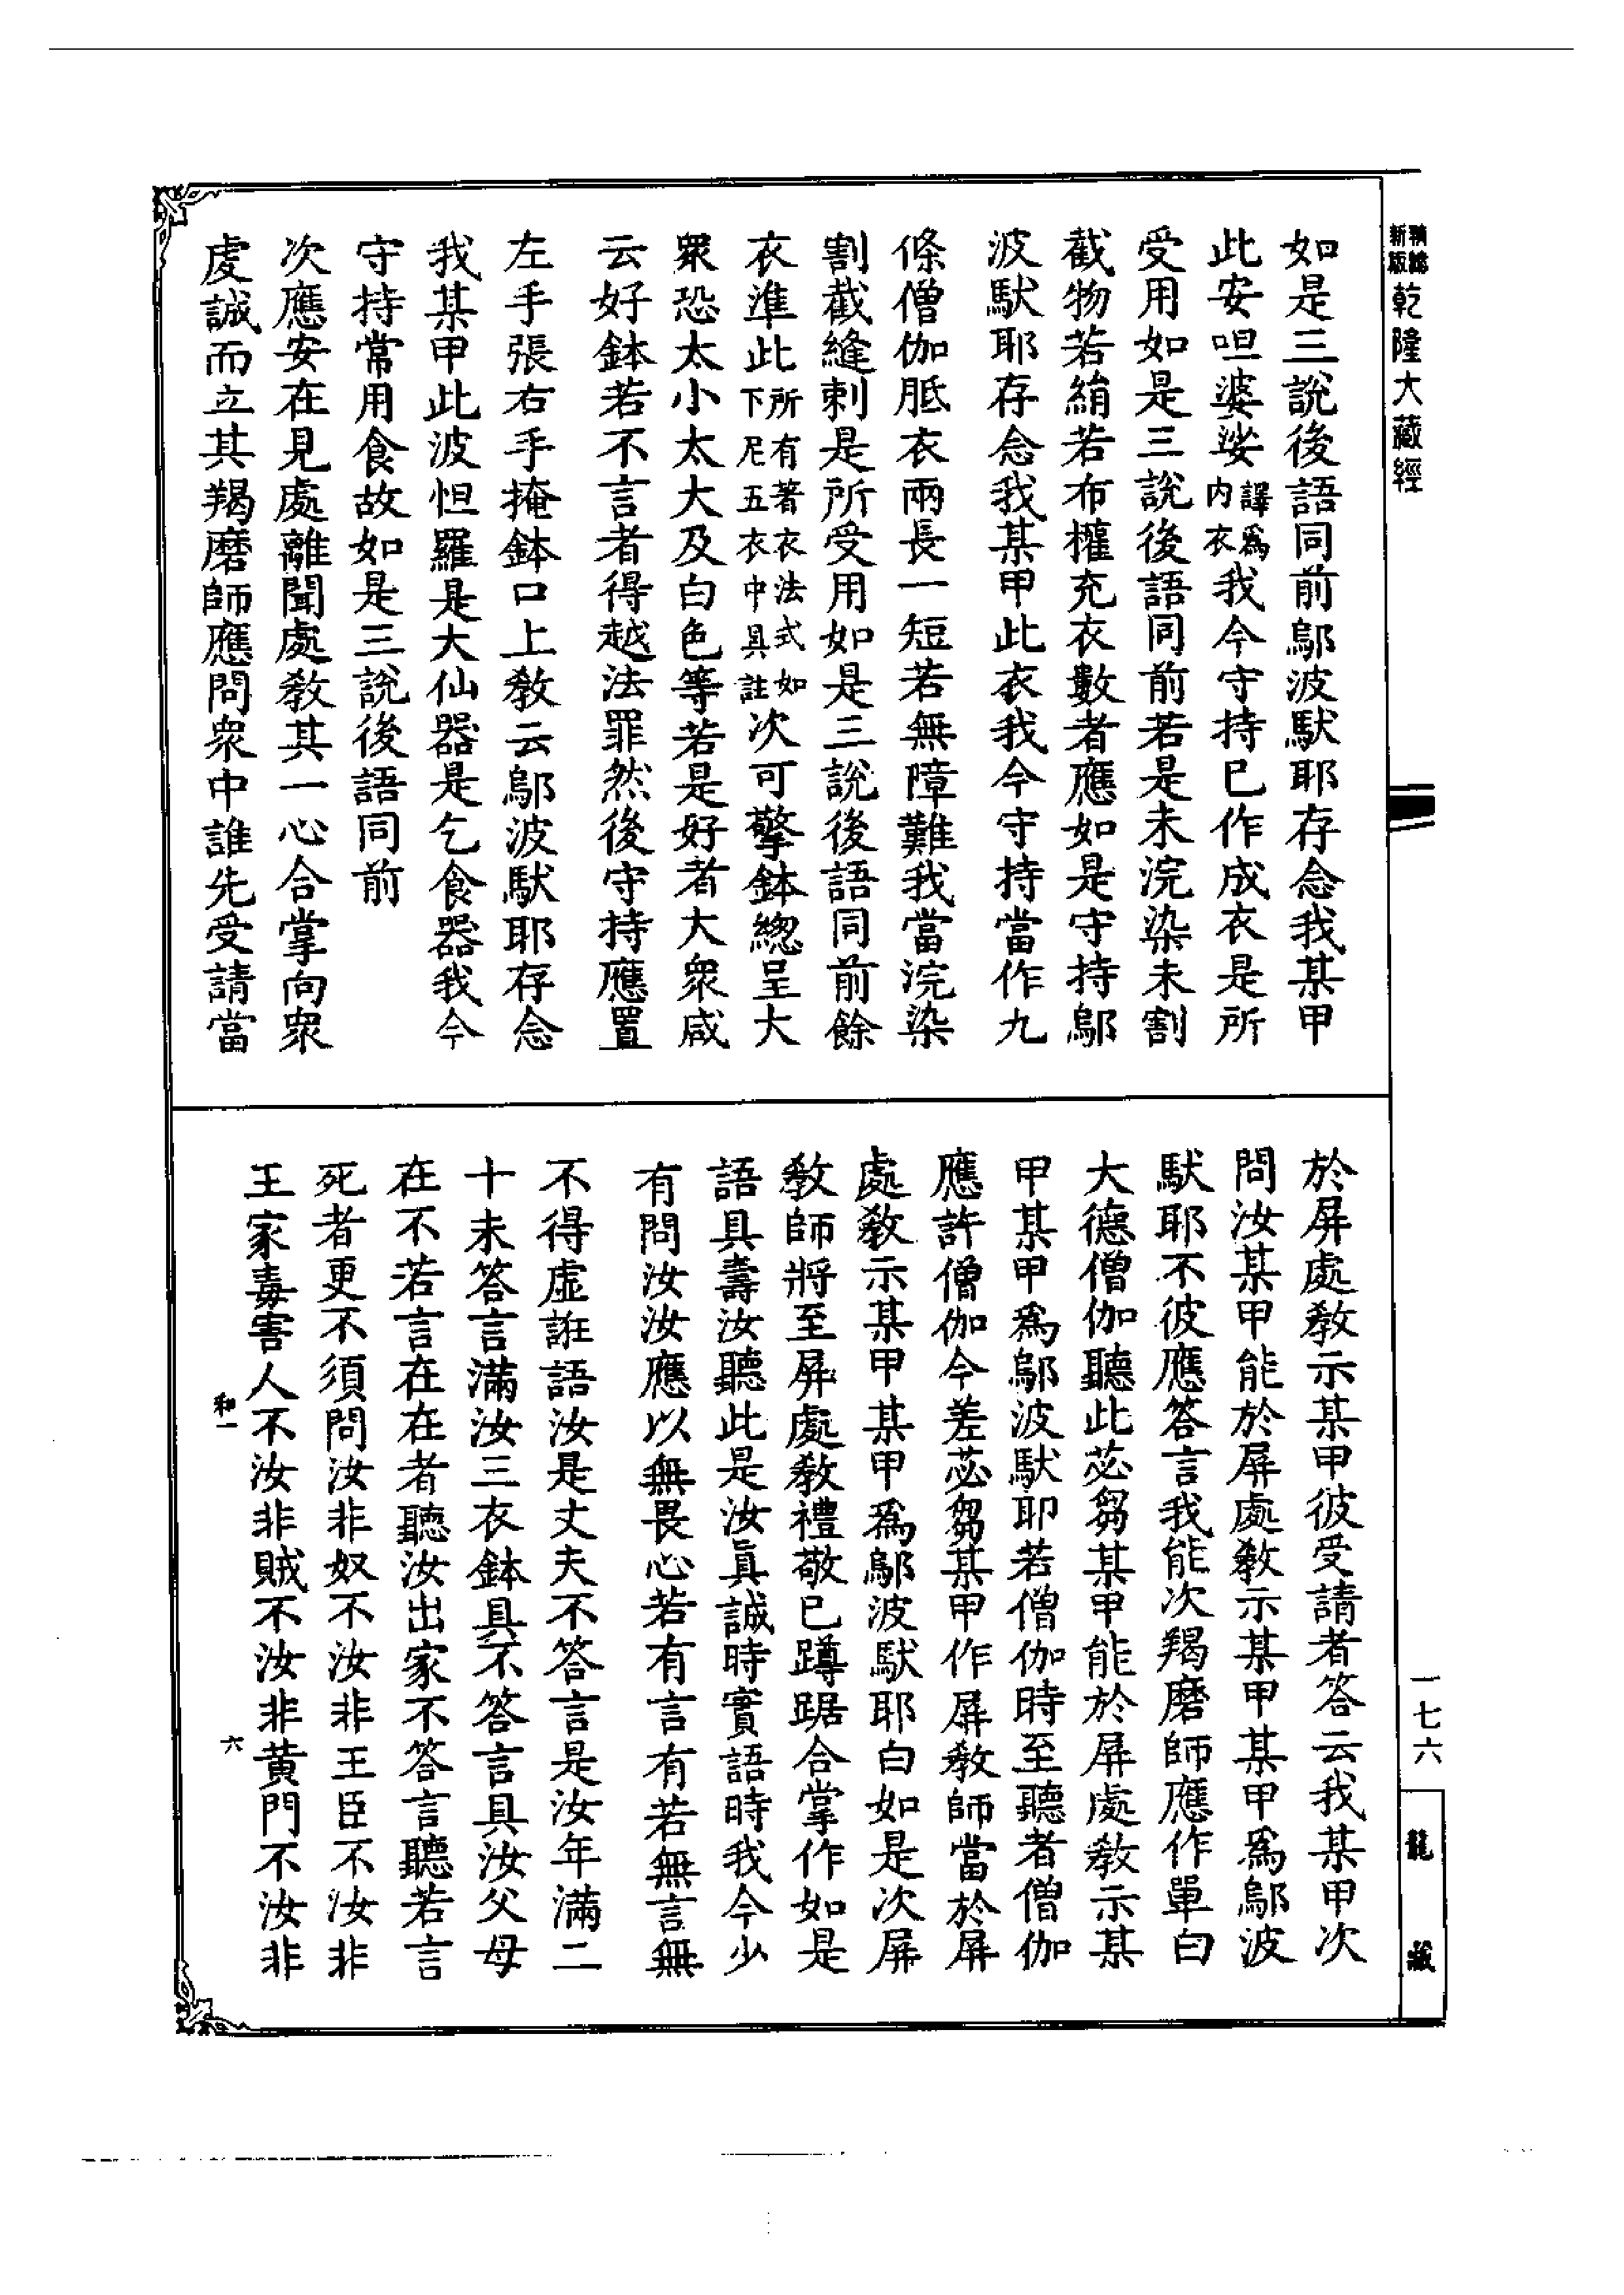 新版 精緻 乾隆大藏經
如是三說後語同前鄔波馱耶存念我某甲
此安呾婆娑譯爲內衣我今守持已作成衣是所
受用如是三說後語同前若是未浣染未割
截物若絹若布權充衣數者應如是守持鄔
波馱耶存念我某甲此衣我今守持當作九
條僧伽胝衣兩長一短若無障難我當浣染
割截縫刺是所受用如是三說後語同前餘
衣準此所有著衣法式如下尼五衣中具註次可擎鉢總呈大
衆恐太小太大及白色等若是好者大衆咸
云好鉢若不言者得越法罪然後守持應置
左手張右手掩鉢口上敎云鄔波馱耶存念
我某甲此波怛羅是大仙器是乞食器我今
守持常用食故如是三說後語同前
次應安在見處離聞處敎其一心合掌向衆
虔誠而立其羯磨師應問衆中誰先受請當
於屏處敎示某甲彼受請者答云我某甲次
問汝某甲能於屏處敎示某甲某甲爲鄔波
馱耶不彼應答言我能次羯磨師應作單白
大德僧伽聽此苾芻某甲能於屏處敎示某
甲某甲爲鄔波馱耶若僧伽時至聽者僧伽
應許僧伽今差苾芻某甲作屏敎師當於屏
處敎示某甲某甲爲鄔波馱耶白如是次屏
敎師將至屏處敎禮敬已蹲踞合掌作如是
語具壽汝聽此是汝眞誠時實語時我今少
有問汝汝應以無畏心若有言有若無言無
不得虛誑語汝是丈夫不答言是汝年滿二
十未答言滿汝三衣鉢具不答言具汝父母
在不若言在在者聽汝出家不答言聽若言
死者更不須問汝非奴不汝非王臣不汝非
王家毒害人不汝非賊不汝非黃門不汝非
和一
六
一七六
龍藏